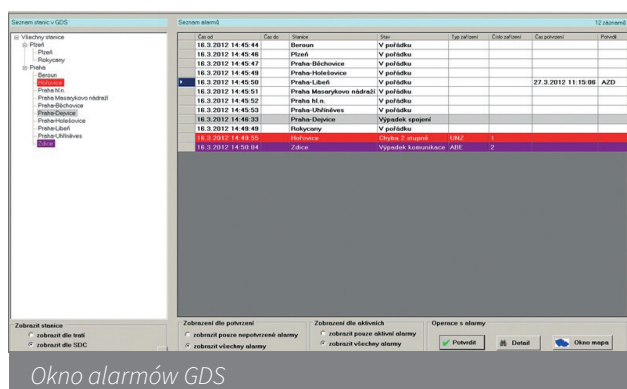 Seznam stanic v GDS
Všechny stanice
Plzeň
Plzeň
Rokycany
Praha
Beroun
Hořovice
Praha hl.n.
Praha Masarykovo nádraží
Praha-Běchovice
Praha-Dejvice
Praha-Holešovice
Praha-Libeň
Praha-Uhříněves
Zdice
Zobrazit stanice
zobrazit dle tratí
zobrazit dle SDC
Seznam alarmů 12 záznamů
Čas od Čas do Stanice Stav Typ zařízení Číslo zařízení Čas potvrzení Potvrdil
16.3.2012 14:45:44 Beroun V pořádku
16.3.2012 14:45:46 Plzeň V pořádku
16.3.2012 14:45:47 Praha-Běchovice V pořádku
16.3.2012 14:45:49 Praha-Holešovice V pořádku
16.3.2012 14:45:50 Praha-Libeň V pořádku 27.3.2012 11:15:06 AZD
16.3.2012 14:45:51 Praha Masarykovo nádraží V pořádku
16.3.2012 14:45:52 Praha hl.n. V pořádku
16.3.2012 14:45:53 Praha-Uhříněves V pořádku
16.3.2012 14:46:33 Praha-Dejvice Výpadek spojení
16.3.2012 14:49:49 Rokycany V pořádku
16.3.2012 14:49:55 Hořovice Chyba 2.stupně UNZ 1
16.3.2012 14:50:04 Zdice Výpadek komunikace ABE 2
Zobrazení dle potvrzení Zobrazení dle aktivních Operace s alarmy
zobrazit pouze nepotvrzené alarmy zobrazit pouze aktivní alarmy
zobrazit všechny alarmy zobrazit všechny alarmy Potvrdit Detail Okno mapa
Okno alarmów GDS